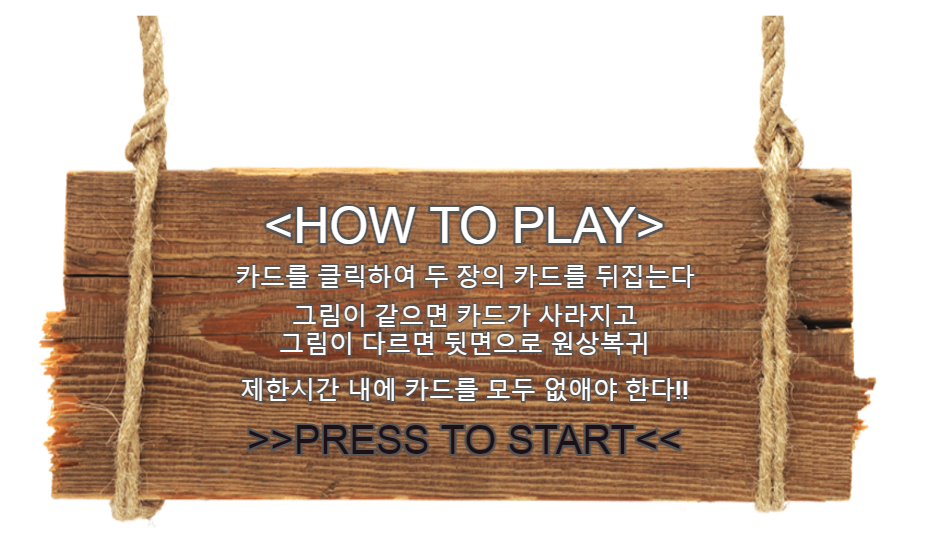 <HOW TO PLAY>
카드를 클릭하여 두 장의 카드를 뒤집는다
그림이 같으면 카드가 사라지고
그림이 다르면 뒷면으로 원상복귀
제한시간 내에 카드를 모두 없애야 한다!!
>>PRESS TO START<<